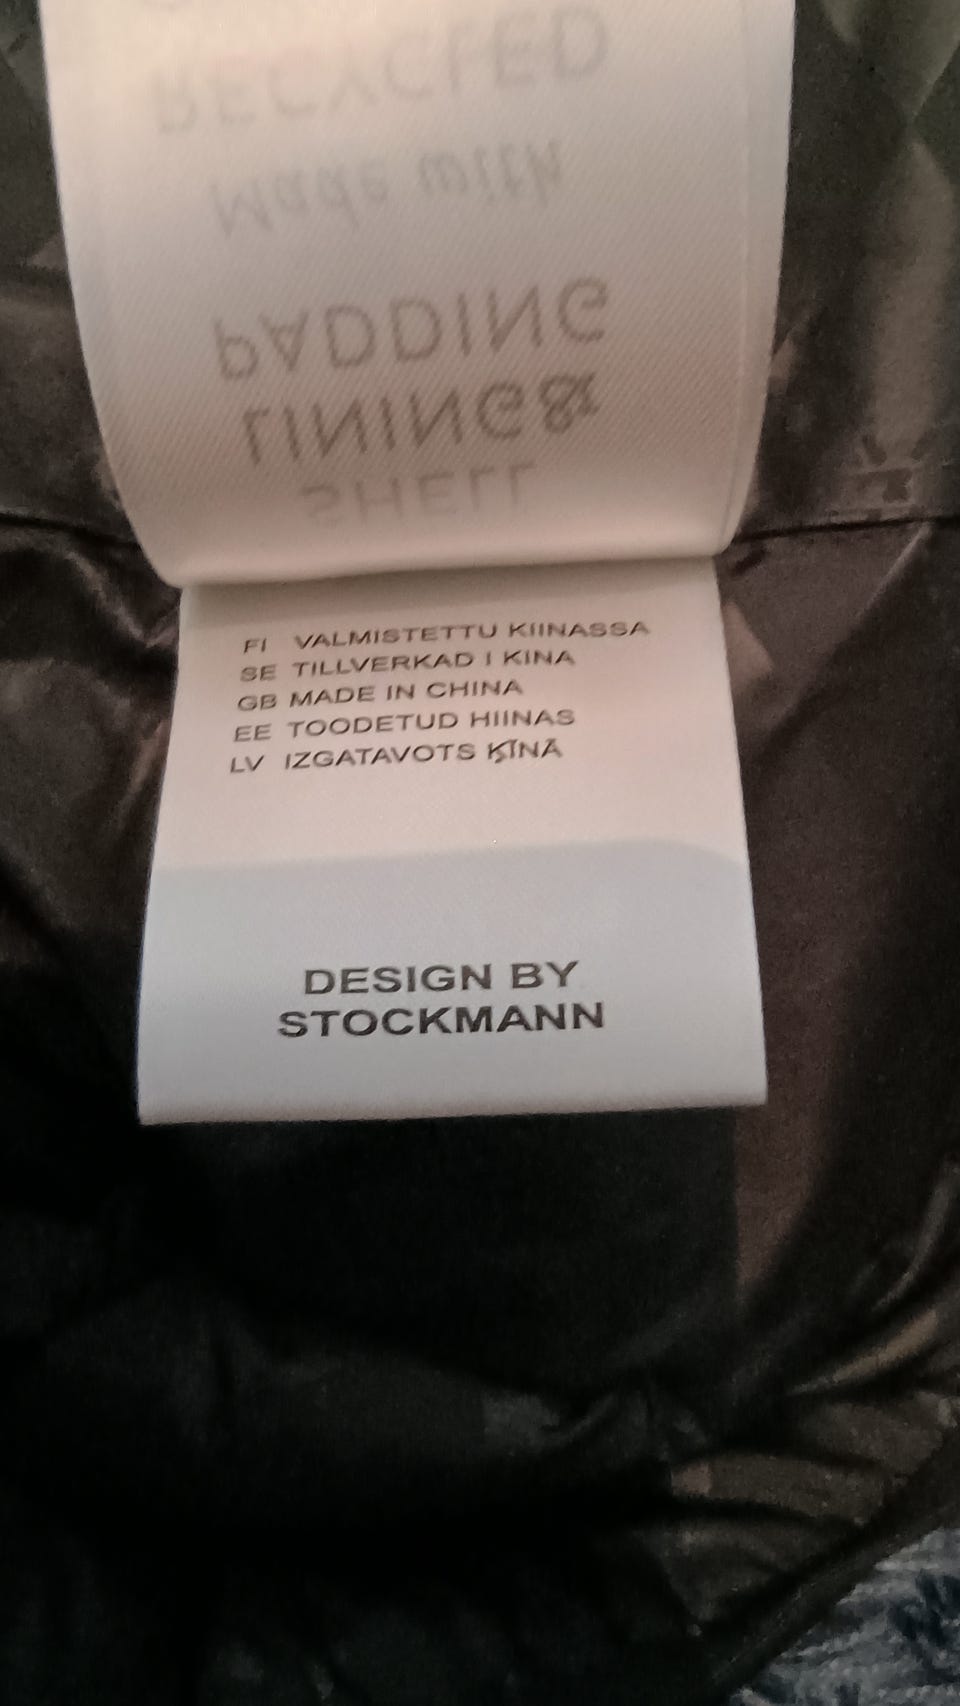 RECYCLED
Made with
PADDING
LINING&
SHELL
FI VALMISTETTU KIINASSA
SE TILLVERKAD I KINA
GB MADE IN CHINA
EE TOODETUD HIINAS
LV IZGATAVOTS ĶĪNĀ
DESIGN BY
STOCKMANN